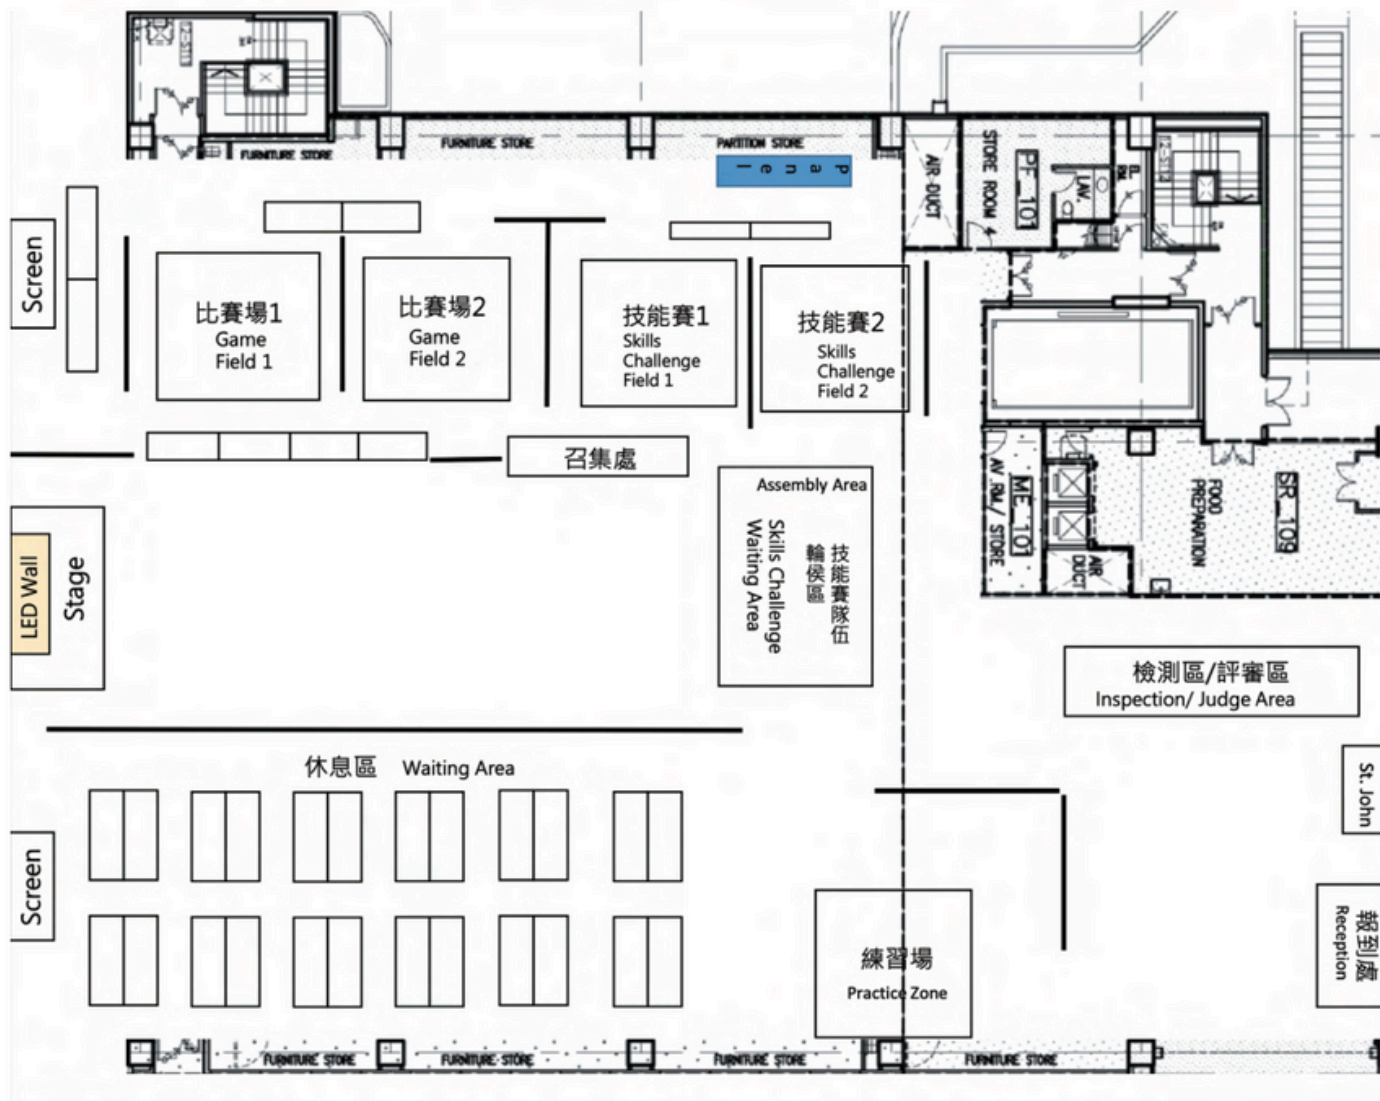 FURNITURE STORE
FURNITURE STORE
PARTITION STORE
Panel
AIR DUCT
STORE ROOM 4
PF_101
LAV.
Screen
比賽場1
Game
Field 1
比賽場2
Game
Field 2
技能賽1
Skills
Challenge
Field 1
技能賽2
Skills
Challenge
Field 2
召集處
Assembly Area
Skills Challenge
Waiting Area
技能賽隊伍
輪侯區
LED Wall
Stage
AV RM./ STORE
ME_101
AIR
DUCT
FOOD
PREPARATION
SR_109
檢測區/評審區
Inspection/ Judge Area
St. John
休息區 Waiting Area
Screen
練習場
Practice Zone
報到處
Reception
FURNITURE STORE
FURNITURE STORE
FURNITURE STORE
FURNITURE STORE